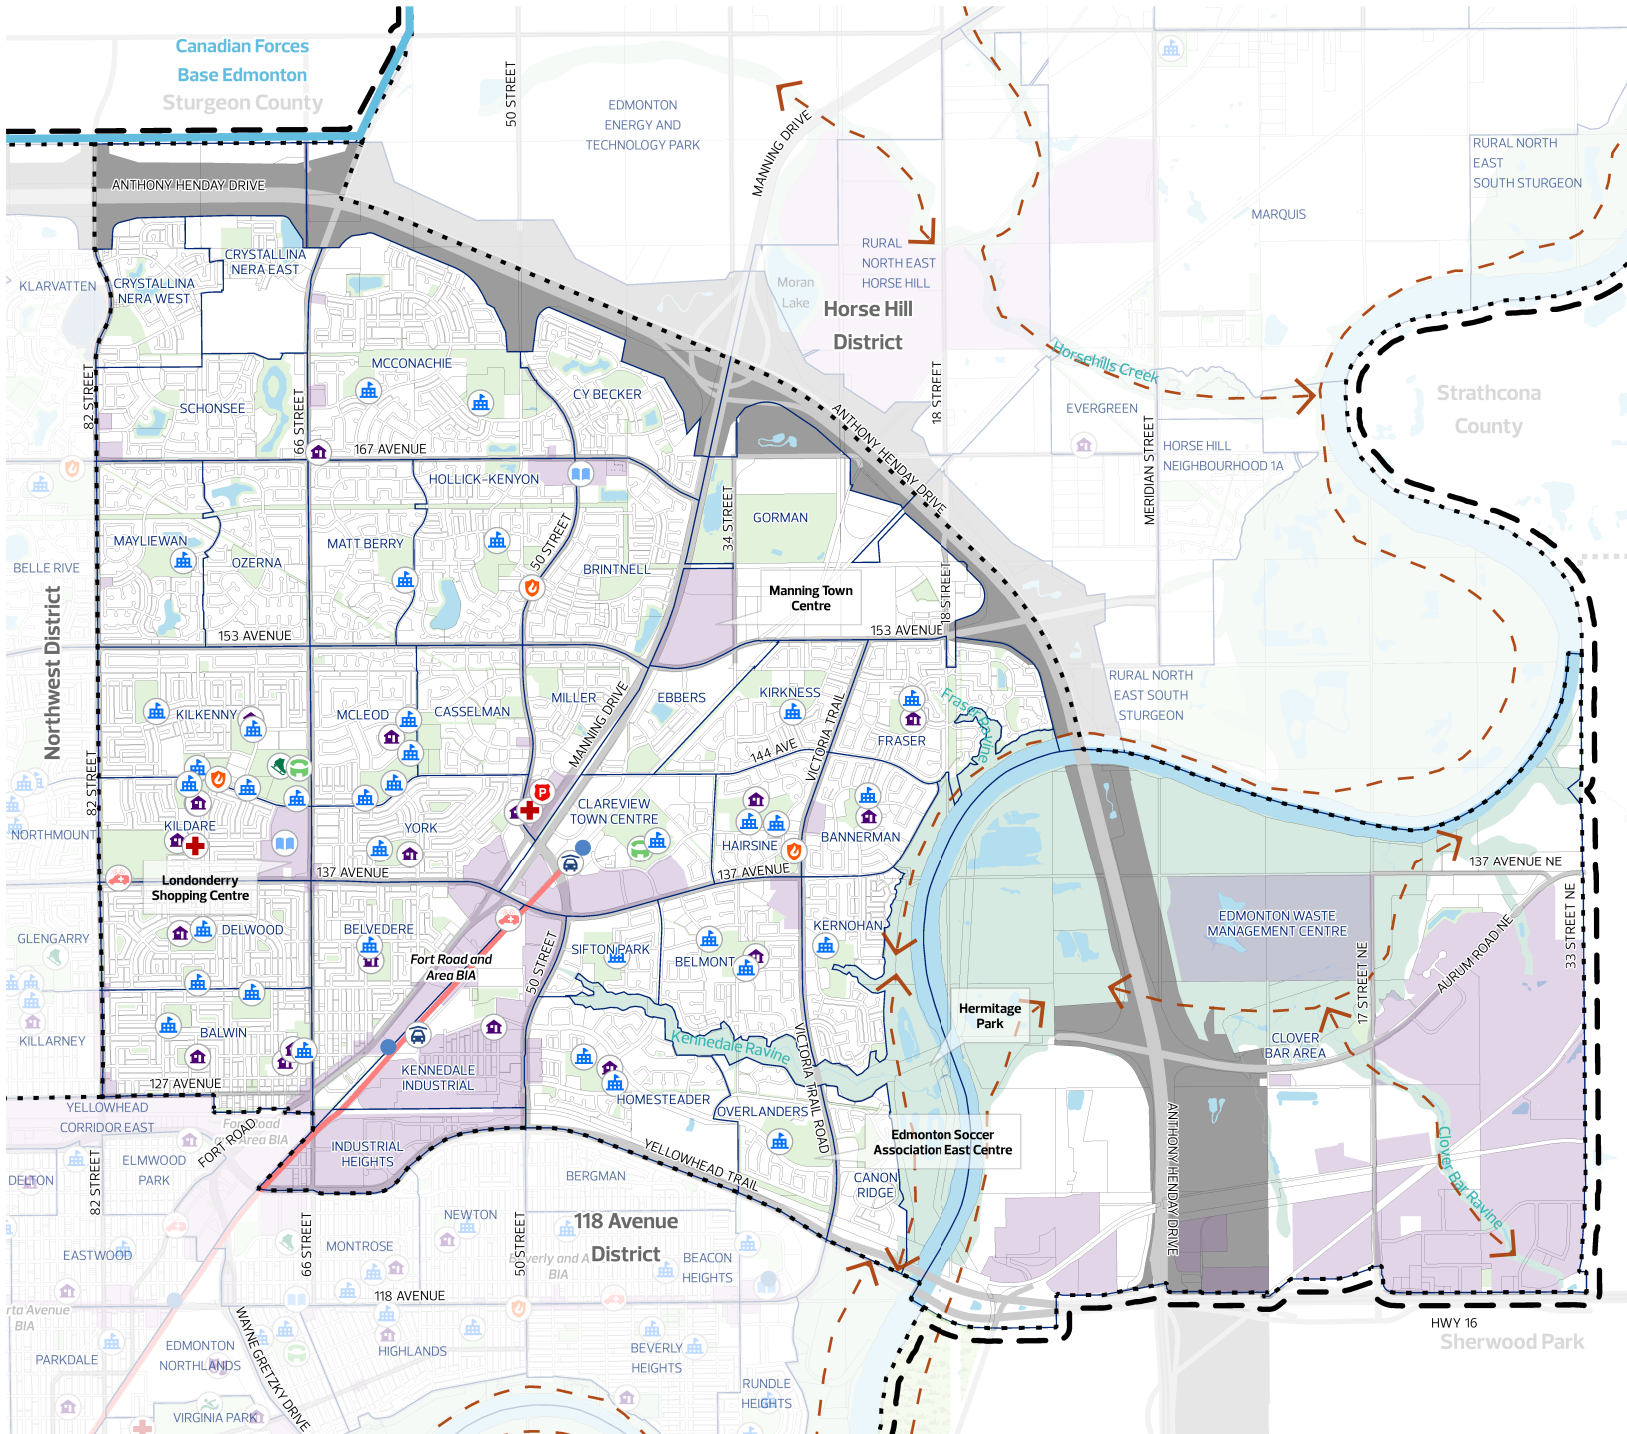 Canadian Forces
Base Edmonton
Sturgeon County
50 STREET
EDMONTON
ENERGY AND
TECHNOLOGY PARK
MANNING DRIVE
RURAL NORTH
EAST
SOUTH STURGEON
ANTHONY HENDAY DRIVE
MARQUIS
RURAL
NORTH EAST
HORSE HILL
CRYSTALLINA
NERA EAST
KLARVATTEN
CRYSTALLINA
NERA WEST
Moran
Lake
Horse Hill
District
Horsehills Creek
MCCONACHIE
CY BECKER
82 STREET
SCHONSEE
66 STREET
18 STREET
EVERGREEN
Strathcona
County
ANTHONY HENDAY DRIVE
MERIDIAN STREET
HORSE HILL
NEIGHBOURHOOD 1A
167 AVENUE
HOLLICK-KENYON
34 STREET
GORMAN
50 STREET
MAYLIEWAN
OZERNA
MATT BERRY
BRINTNELL
BELLE RIVE
Manning Town
Centre
18 STREET
153 AVENUE
153 AVENUE
Northwest District
RURAL NORTH
EAST SOUTH
STURGEON
KILKENNY
MCLEOD
CASSELMAN
MILLER
EBBERS
KIRKNESS
MANNING DRIVE
VICTORIA TRAIL
Fraser Ravine
FRASER
144 AVE
82 STREET
NORTHMOUNT
KILDARE
YORK
CLAREVIEW
TOWN CENTRE
HAIRSINE
BANNERMAN
137 AVENUE NE
137 AVENUE
137 AVENUE
Londonderry
Shopping Centre
33 STREET NE
GLENGARRY
DELWOOD
BELVEDERE
Fort Road and
Area BIA
50 STREET
SIFTON PARK
BELMONT
KERNOHAN
EDMONTON WASTE
MANAGEMENT CENTRE
17 STREET NE
AURUM ROAD NE
Hermitage
Park
KILLARNEY
BALWIN
Kennedale Ravine
VICTORIA TRAIL ROAD
CLOVER
BAR AREA
127 AVENUE
KENNEDALE
INDUSTRIAL
HOMESTEADER
OVERLANDERS
YELLOWHEAD
CORRIDOR EAST
Fort Road
and Area BIA
FORT ROAD
INDUSTRIAL
HEIGHTS
Edmonton Soccer
Association East Centre
ANTHONY HENDAY DRIVE
Clover Bar Ravine
YELLOWHEAD TRAIL
DELTON
82 STREET
ELMWOOD
PARK
BERGMAN
CANON
RIDGE
NEWTON
118 Avenue
District
EASTWOOD
66 STREET
MONTROSE
50 STREET
Beverly and A
BIA
BEACON
HEIGHTS
118 AVENUE
rta Avenue
BIA
WAYNE GRETZKY DRIVE
HWY 16
Sherwood Park
PARKDALE
EDMONTON
NORTHLANDS
HIGHLANDS
BEVERLY
HEIGHTS
RUNDLE
HEIGHTS
VIRGINIA PARK